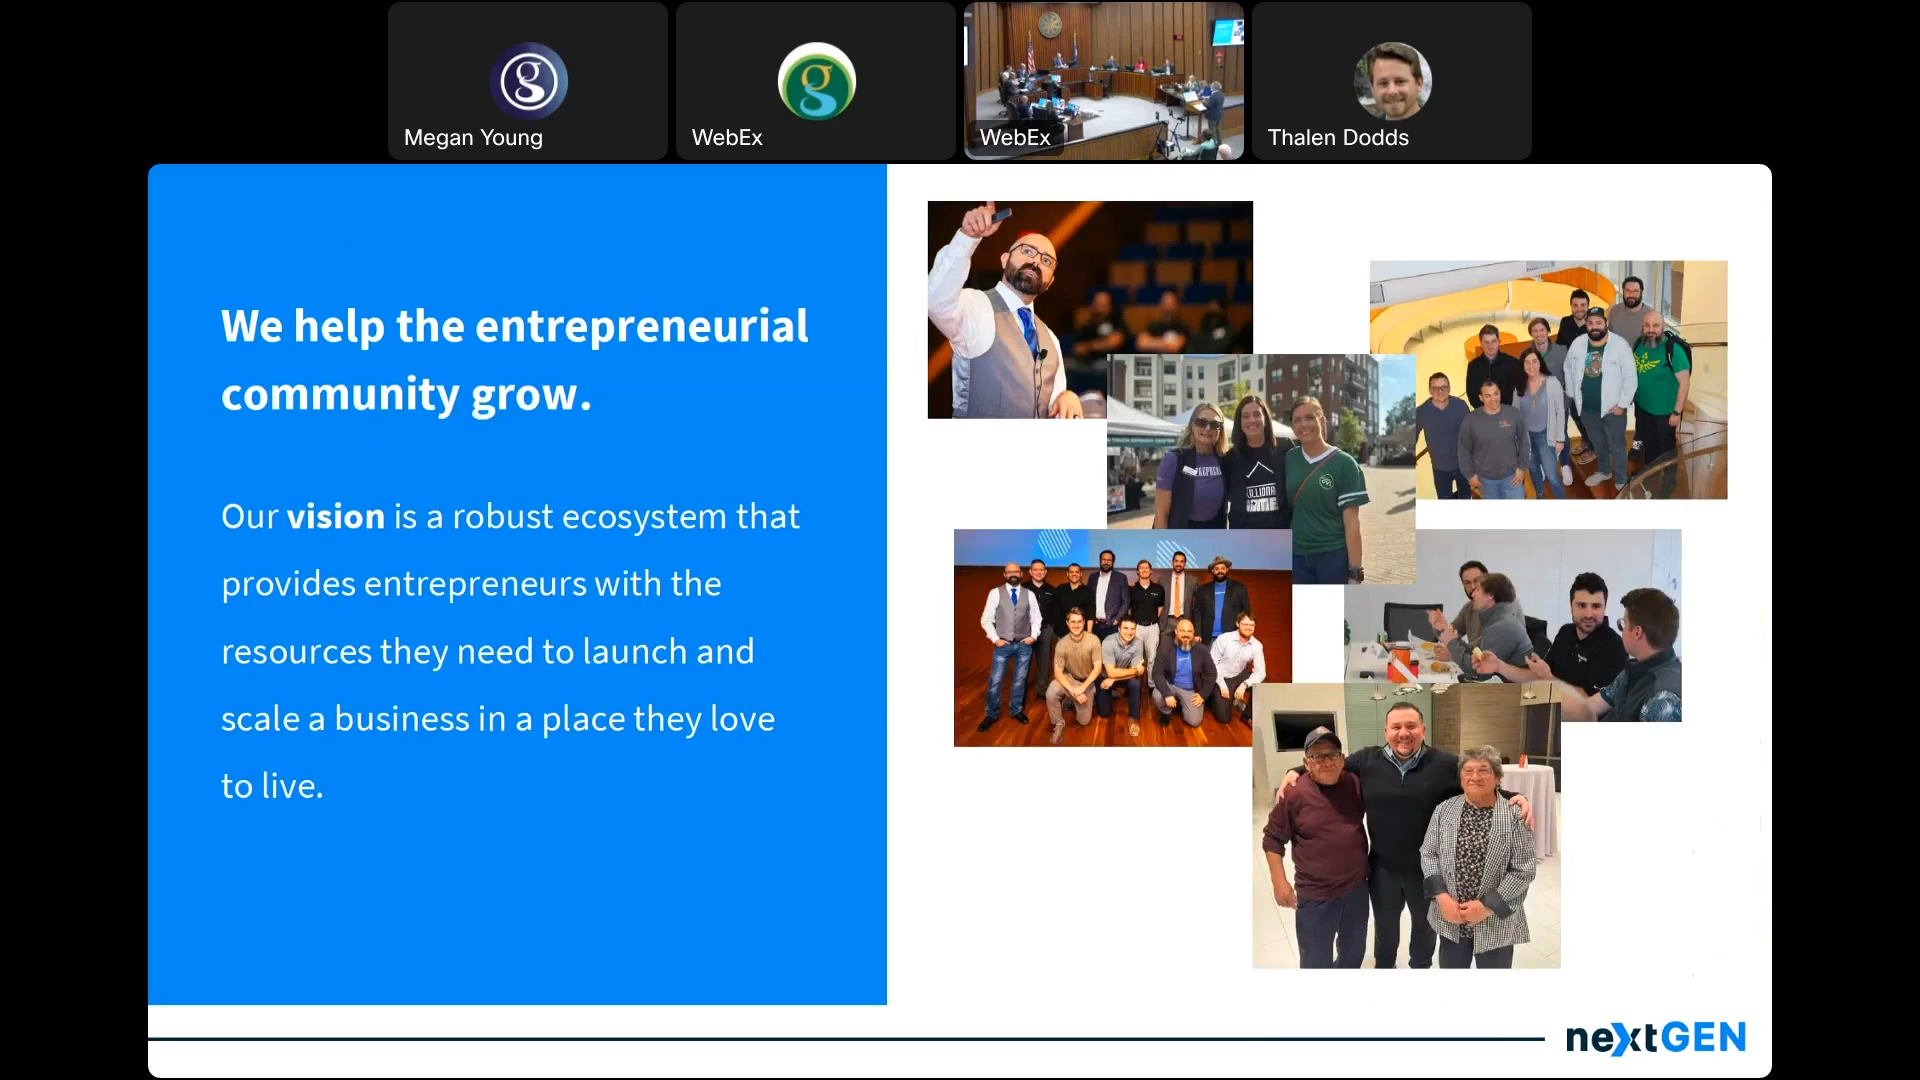 Megan Young
WebEx
WebEx
Thalen Dodds
We help the entrepreneurial
community grow.
Our vision is a robust ecosystem that
provides entrepreneurs with the
resources they need to launch and
scale a business in a place they love
to live.
nextGEN